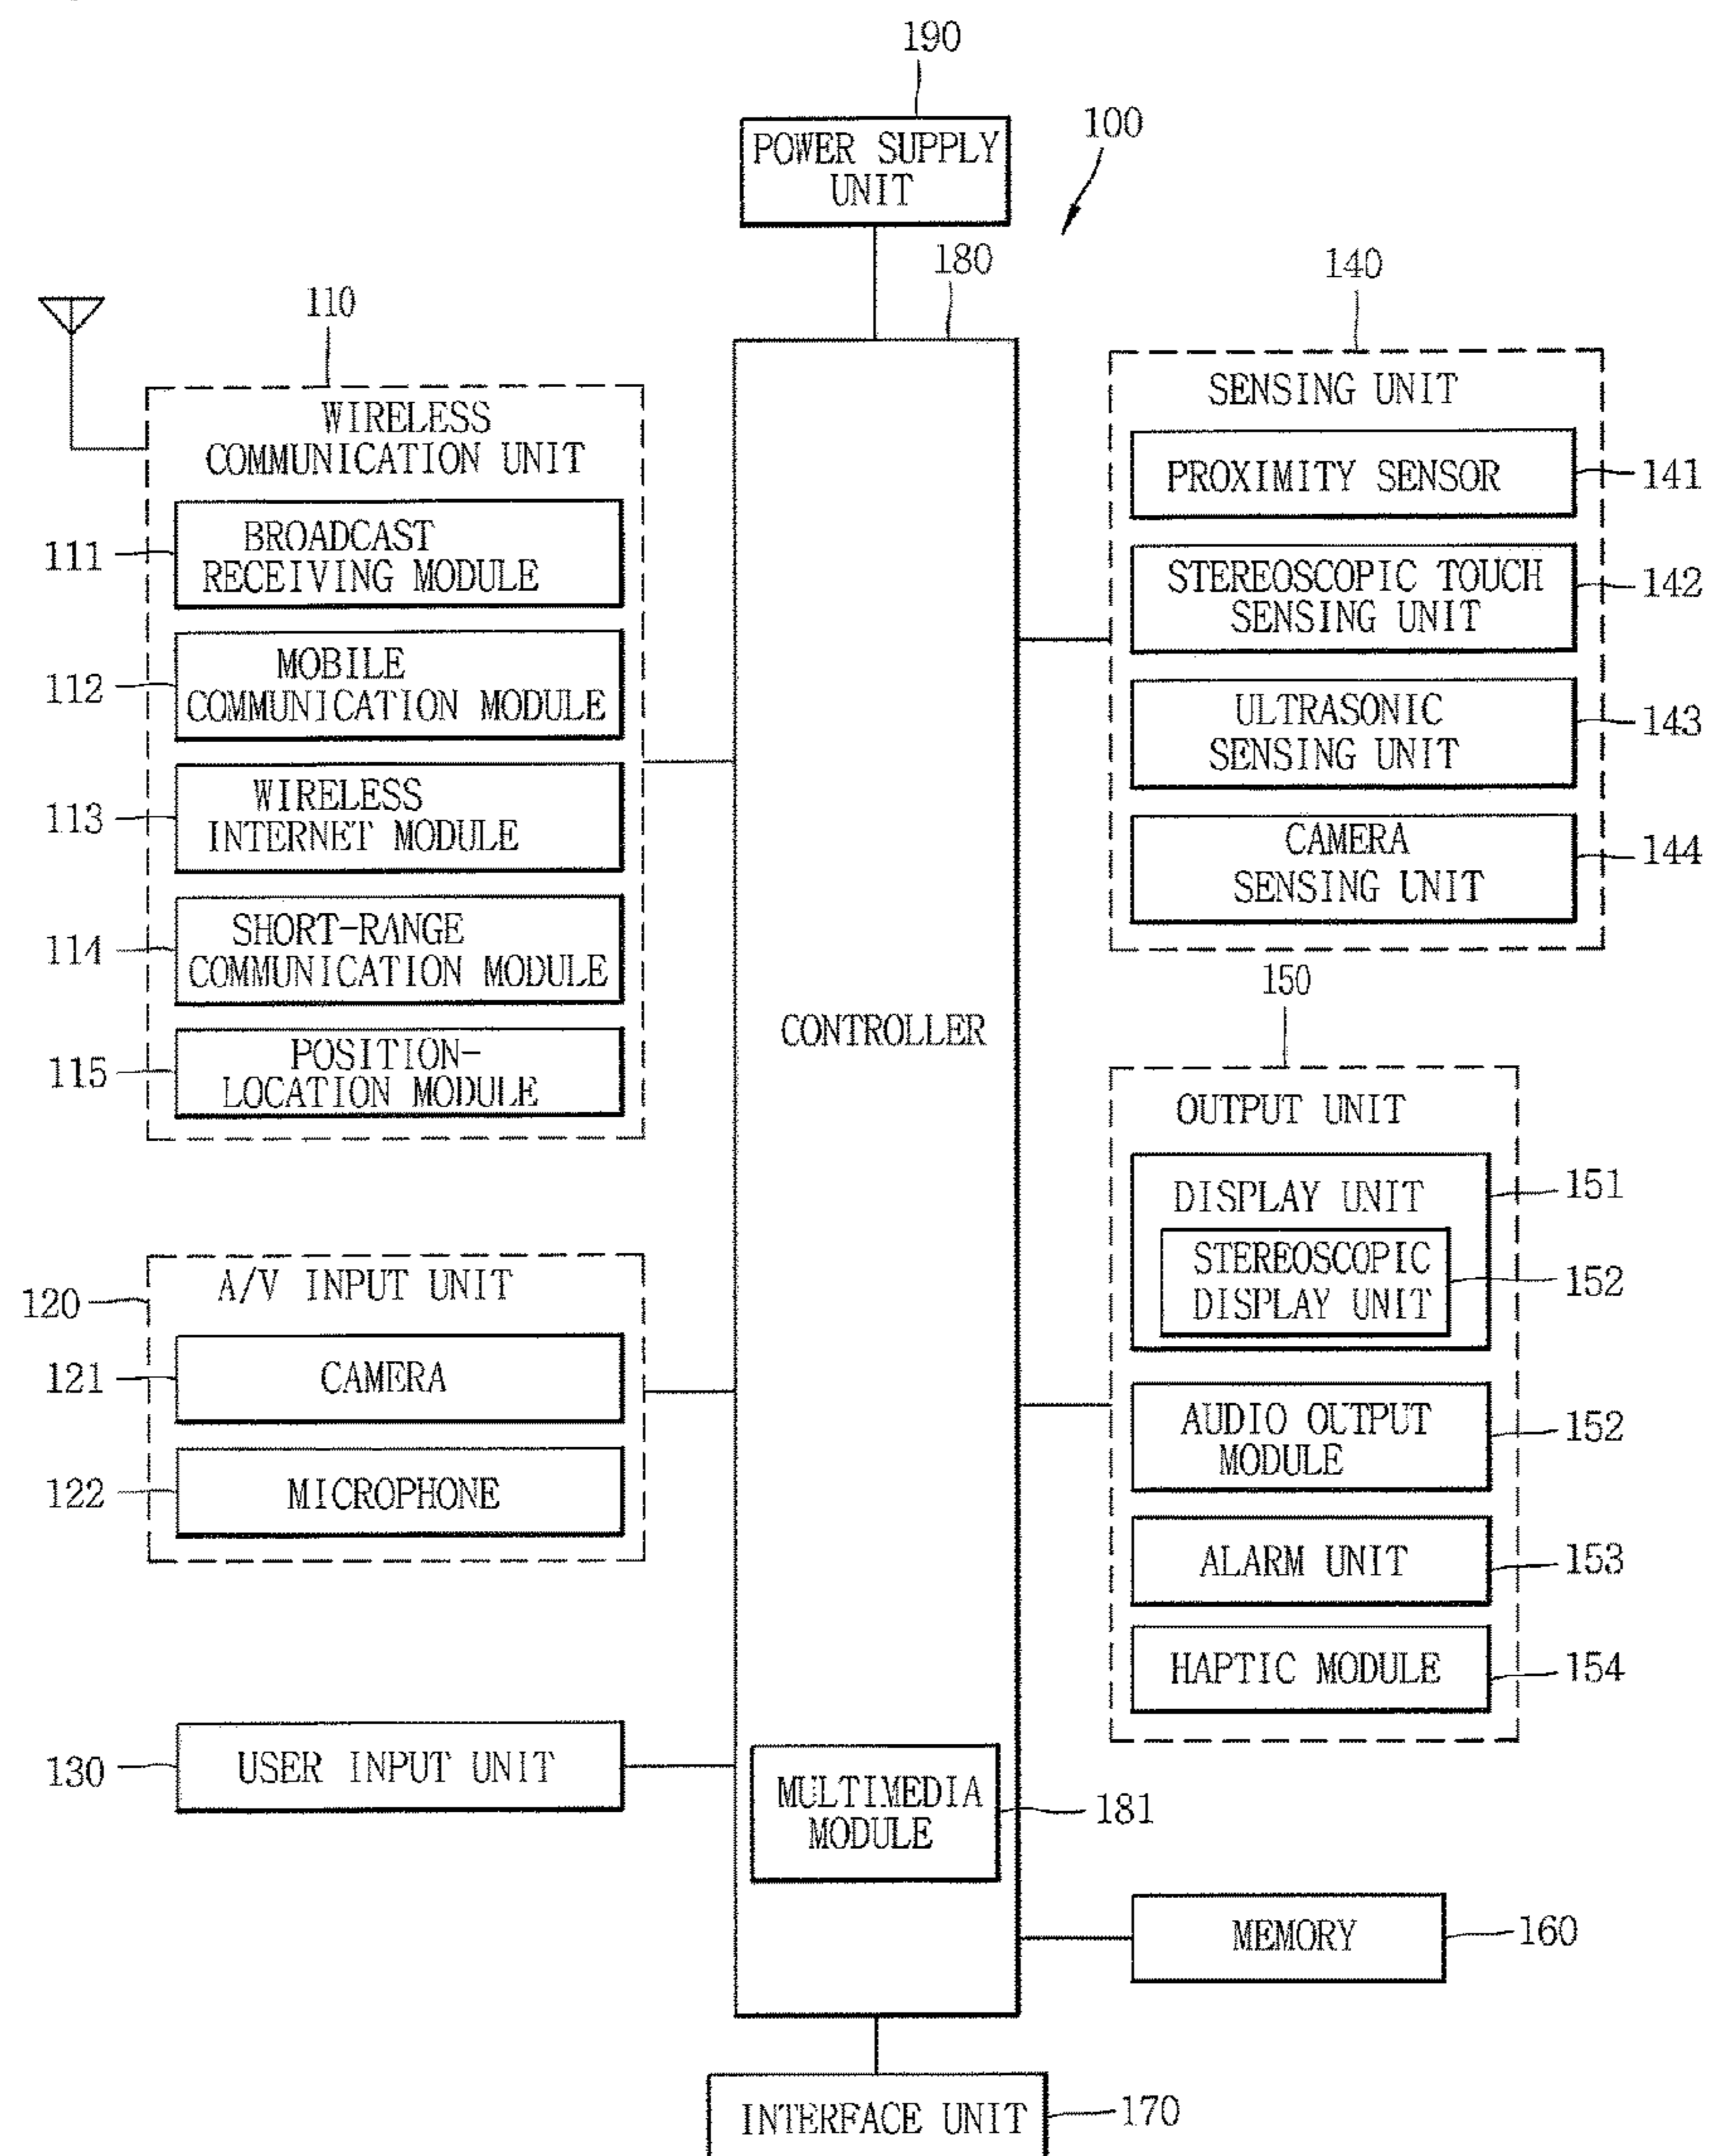 190
POWER SUPPLY
UNIT
100
180
110
WIRELESS
COMMUNICATION UNIT
111
BROADCAST
RECEIVING MODULE
112
MOBILE
COMMUNICATION MODULE
113
WIRELESS
INTERNET MODULE
114
SHORT-RANGE
COMMUNICATION MODULE
115
POSITION-
LOCATION MODULE
120
A/V INPUT UNIT
121
CAMERA
122
MICROPHONE
130
USER INPUT UNIT
CONTROLLER
MULTIMEDIA
MODULE
181
140
SENSING UNIT
PROXIMITY SENSOR
141
STEREOSCOPIC TOUCH
SENSING UNIT
142
ULTRASONIC
SENSING UNIT
143
CAMERA
SENSING UNIT
144
150
OUTPUT UNIT
DISPLAY UNIT
151
STEREOSCOPIC
DISPLAY UNIT
152
AUDIO OUTPUT
MODULE
152
ALARM UNIT
153
HAPTIC MODULE
154
MEMORY
160
INTERFACE UNIT
170